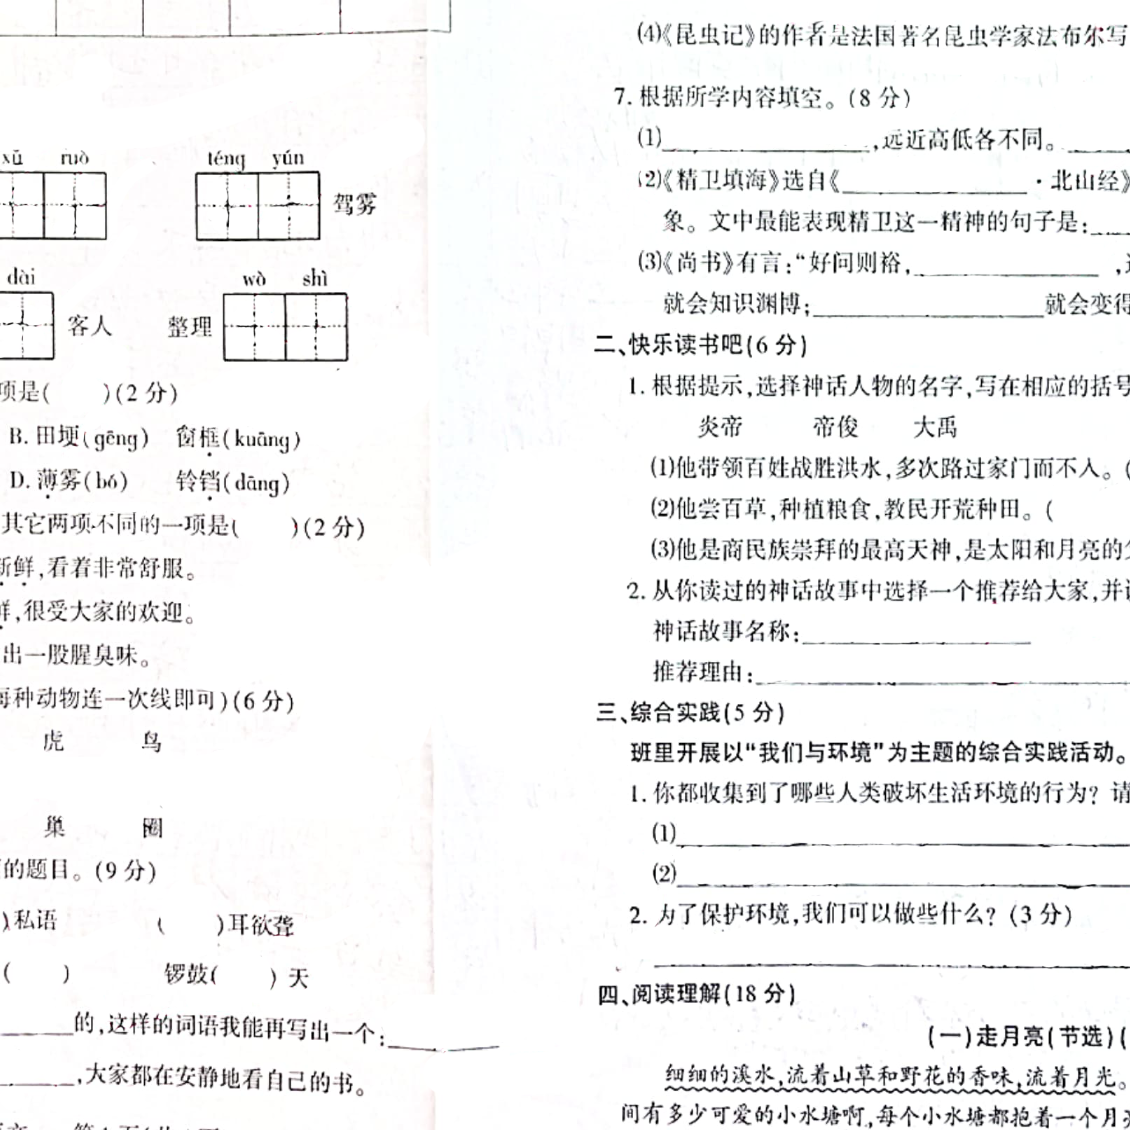 xǔ ruò
téng yún
驾雾
dài
客人
wò shì
整理
项是( )(2分)
B.田埂(gēng) 窗框(kuāng)
D.薄雾(bó) 铃铛(dāng)
其它两项不同的一项是( )(2分)
新鲜,看着非常舒服。
鲜,很受大家的欢迎。
出一股腥臭味。
每种动物连一次线即可)(6分)
虎 鸟
巢 圈
的题目。(9分)
)私语 ( )耳欲聋
( ) 锣鼓( )天
____的,这样的词语我能再写出一个:____
____,大家都在安静地看自己的书。
(4)《昆虫记》的作者是法国著名昆虫学家法布尔写
7.根据所学内容填空。(8分)
(1)____,远近高低各不同。____
(2)《精卫填海》选自《____·北山经》
象。文中最能表现精卫这一精神的句子是:____
(3)《尚书》有言:“好问则裕,____,
就会知识渊博;____就会变得
二、快乐读书吧(6分)
1.根据提示,选择神话人物的名字,写在相应的括号
炎帝 帝俊 大禹
(1)他带领百姓战胜洪水,多次路过家门而不入。(
(2)他尝百草,种植粮食,教民开荒种田。(
(3)他是商民族崇拜的最高天神,是太阳和月亮的
2.从你读过的神话故事中选择一个推荐给大家,并
神话故事名称:____
推荐理由:____
三、综合实践(5分)
班里开展以“我们与环境”为主题的综合实践活动。
1.你都收集到了哪些人类破坏生活环境的行为?请
(1)____
(2)____
2.为了保护环境,我们可以做些什么?(3分)
四、阅读理解(18分)
(一)走月亮(节选)(
细细的溪水,流着山草和野花的香味,流着月光。
间有多少可爱的小水塘啊,每个小水塘都抱着一个月亮